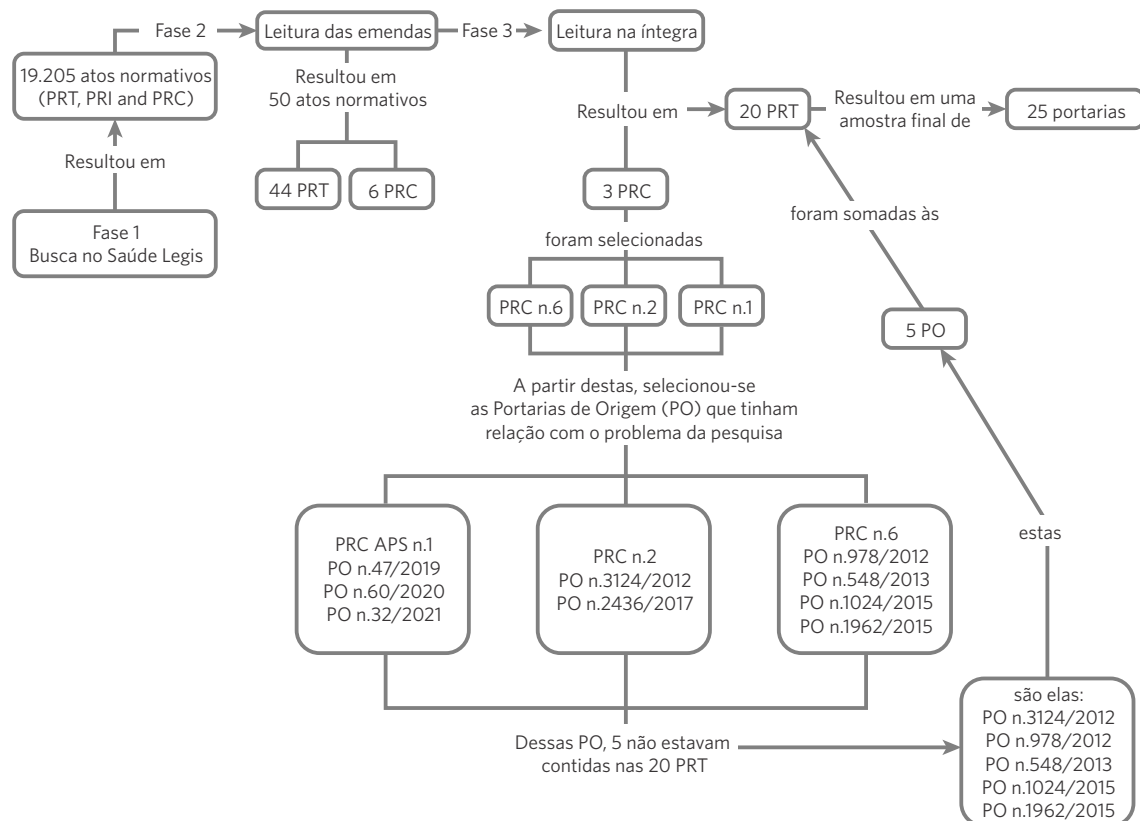 Fase 2
Leitura das emendas
Fase 3
Leitura na íntegra
19.205 atos normativos
(PRT, PRI and PRC)
Resultou em
50 atos normativos
Resultou em
20 PRT
Resultou em uma
amostra final de
25 portarias
Resultou em
44 PRT
6 PRC
3 PRC
Fase 1
Busca no Saúde Legis
foram selecionadas
foram somadas às
PRC n.6
PRC n.2
PRC n.1
5 PO
A partir destas, selecionou-se
as Portarias de Origem (PO) que tinham
relação com o problema da pesquisa
PRC APS n.1
PO n.47/2019
PO n.60/2020
PO n.32/2021
PRC n.2
PO n.3124/2012
PO n.2436/2017
PRC n.6
PO n.978/2012
PO n.548/2013
PO n.1024/2015
PO n.1962/2015
estas
Dessas PO, 5 não estavam
contidas nas 20 PRT
são elas:
PO n.3124/2012
PO n.978/2012
PO n.548/2013
PO n.1024/2015
PO n.1962/2015